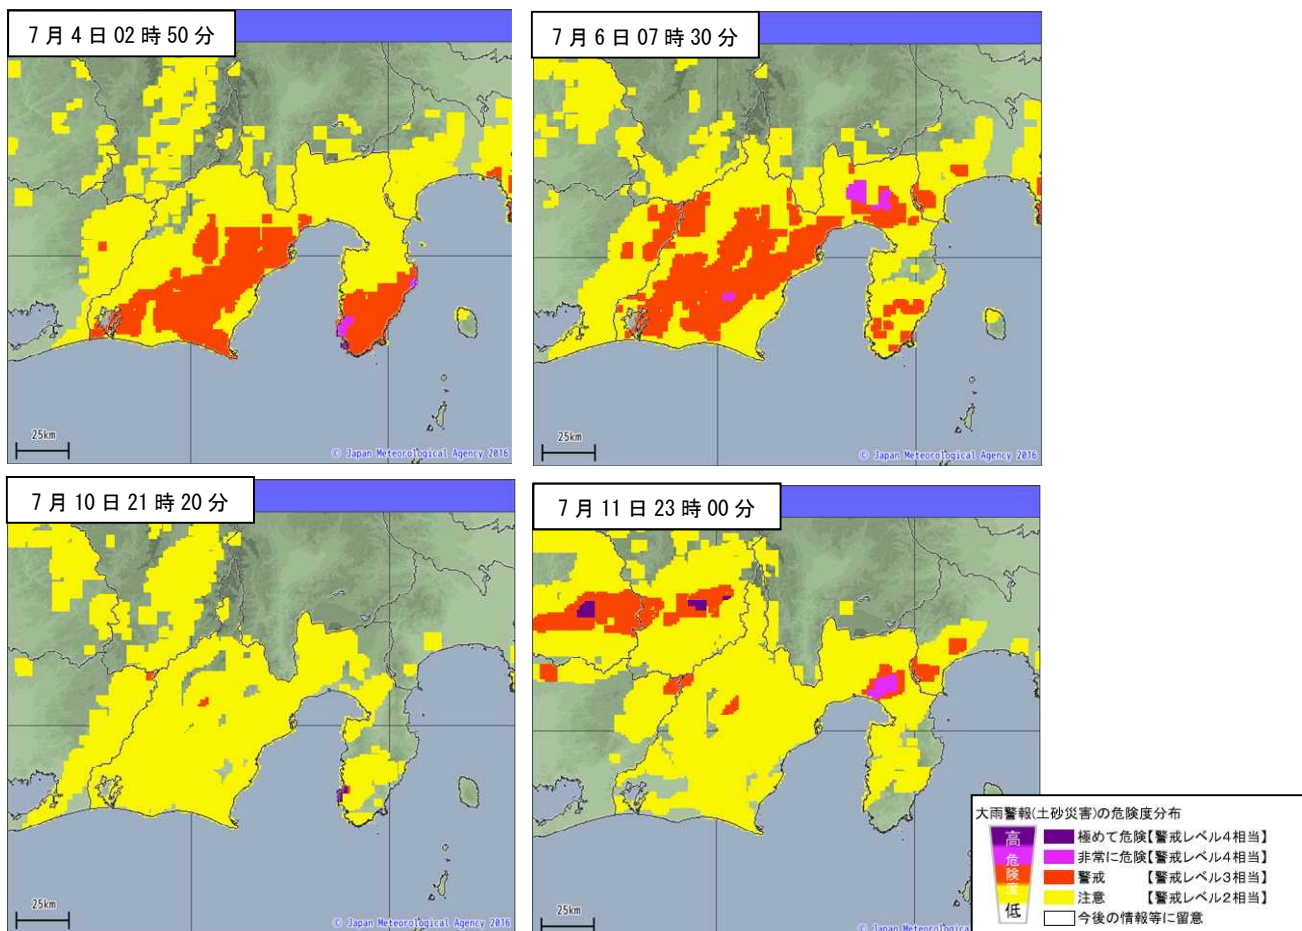 7月4日02時50分
7月6日07時30分
25km
© Japan Meteorological Agency 2016
25km
© Japan Meteorological Agency 2016
7月10日21時20分
7月11日23時00分
25km
© Japan Meteorological Agency 2016
25km
© Japan Meteorological
大雨警報(土砂災害)の危険度分布
高
危険度
低
極めて危険【警戒レベル4相当】
非常に危険【警戒レベル4相当】
警戒 【警戒レベル3相当】
注意 【警戒レベル2相当】
今後の情報等に留意